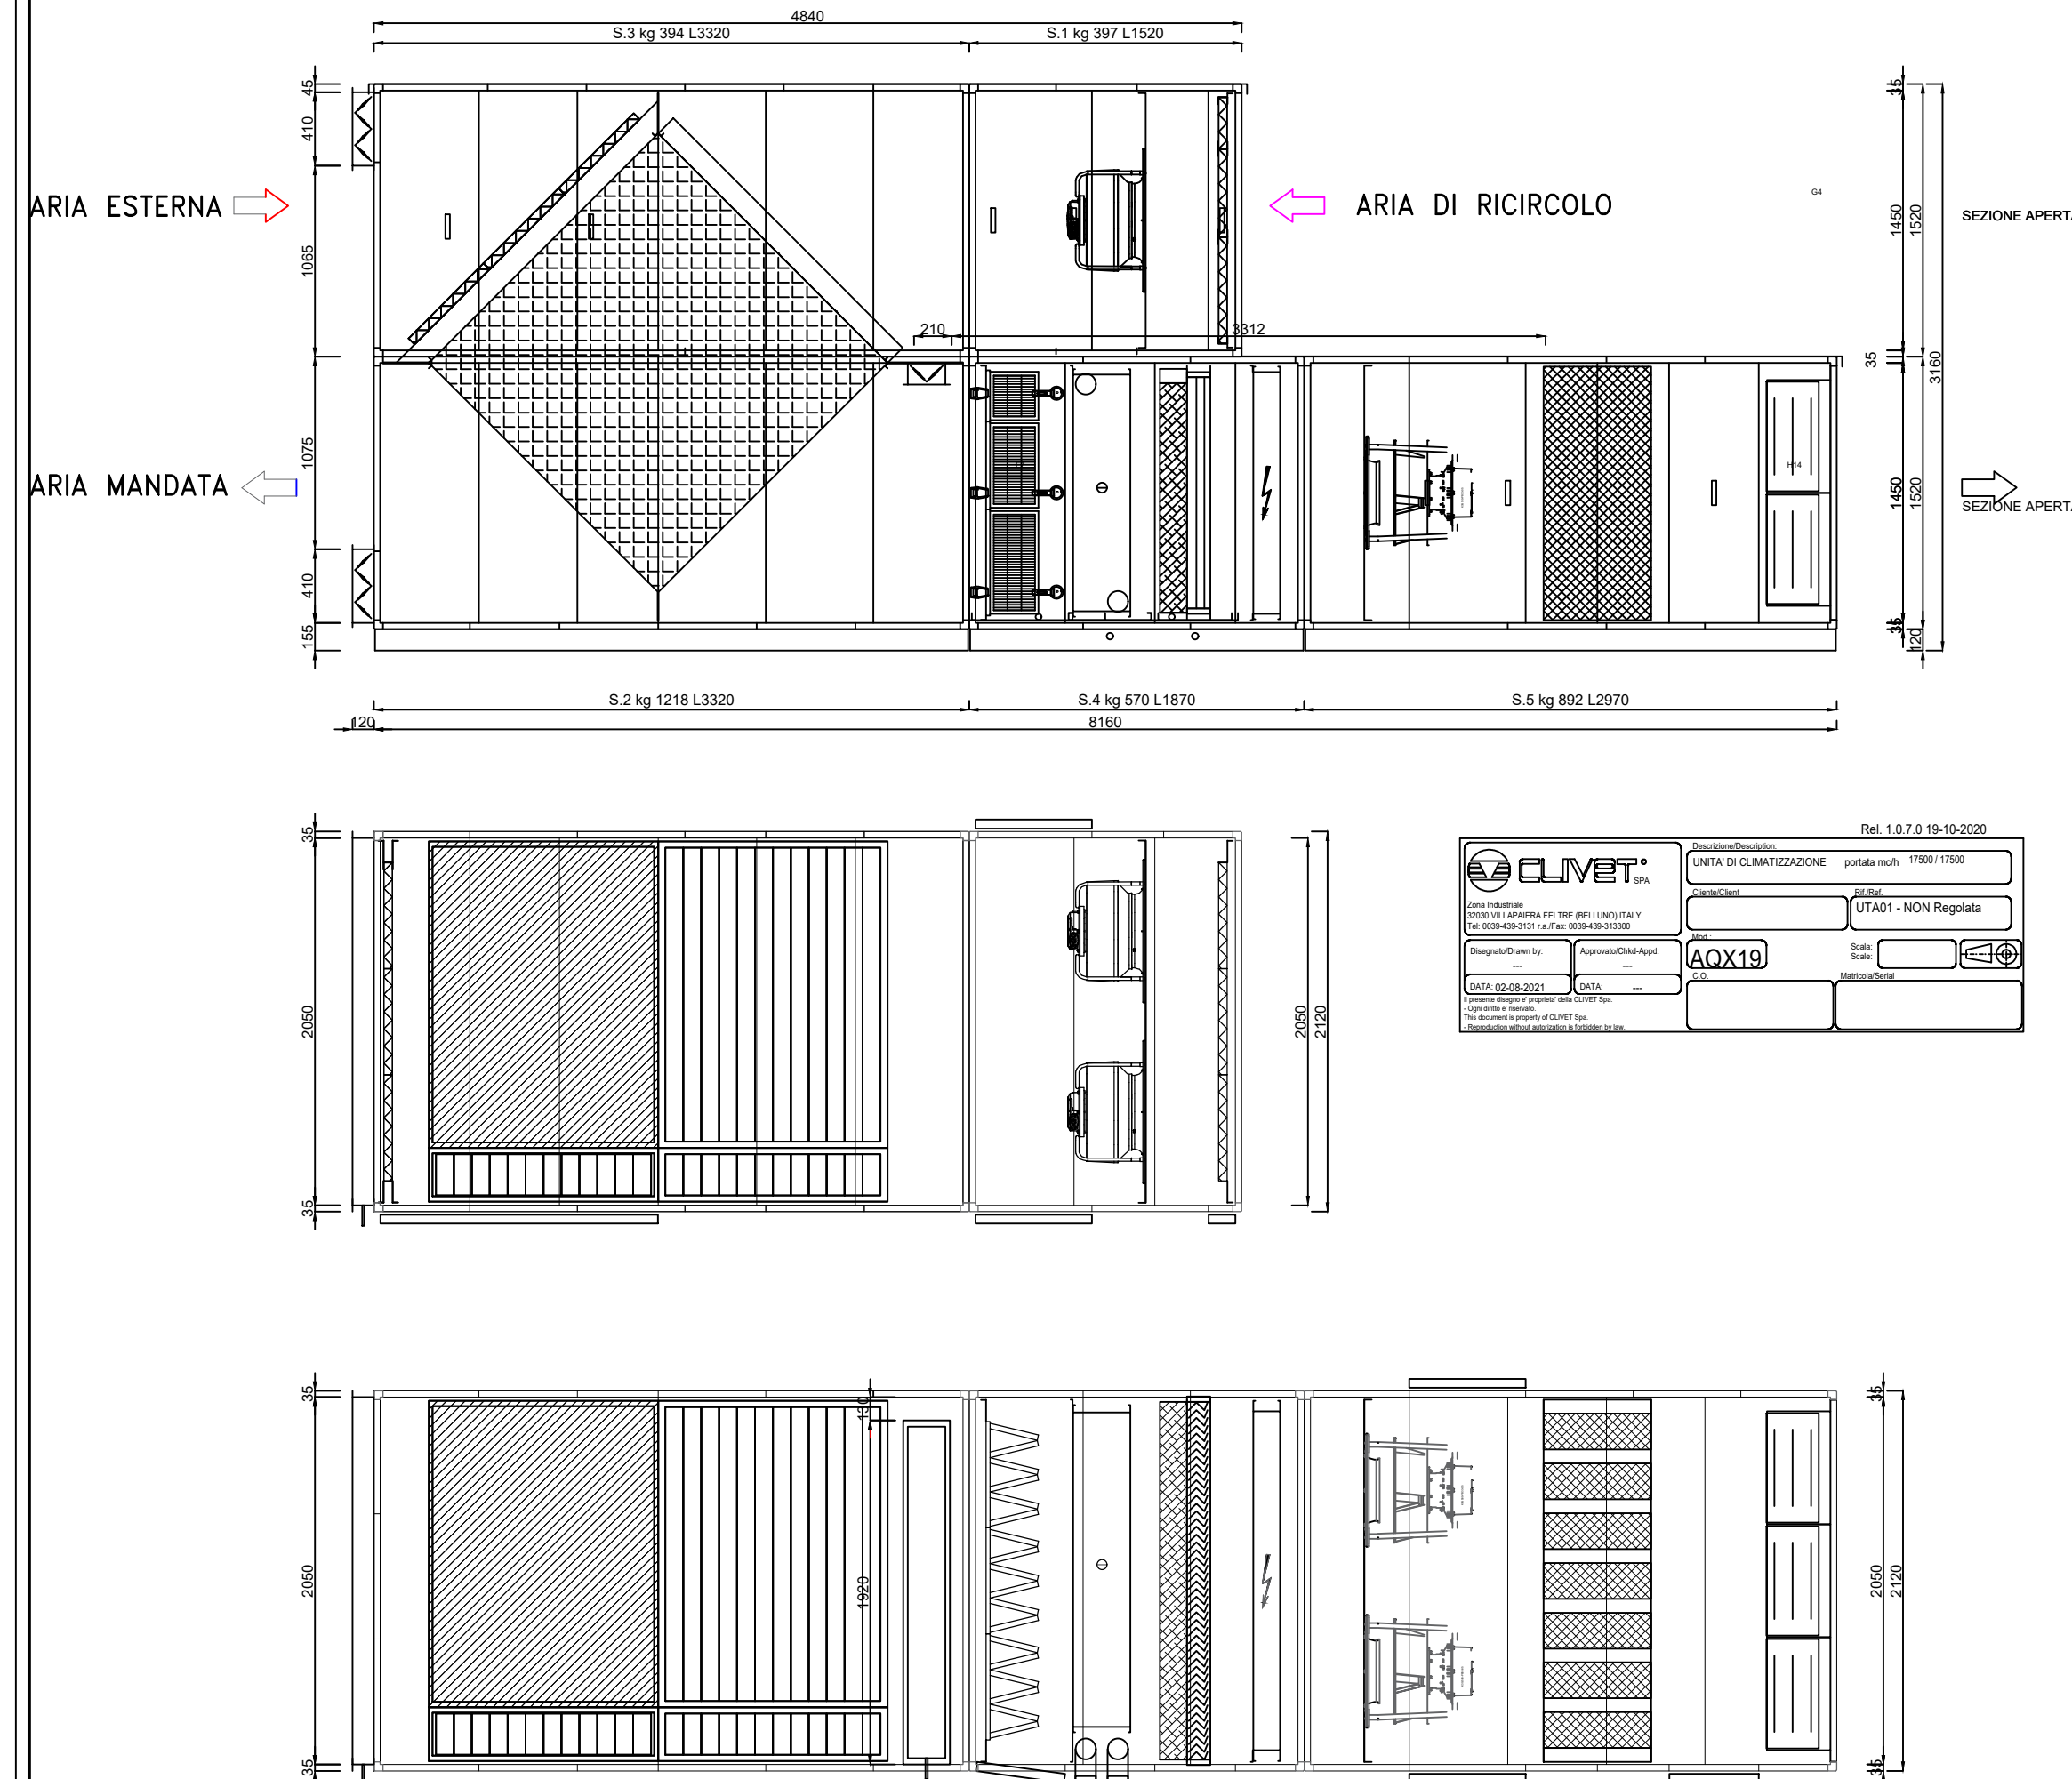 4840
S.3 kg 394 L3320
S.1 kg 397 L1520
45
410
1065
1075
410
155
ARIA ESTERNA
ARIA DI RICIRCOLO
ARIA MANDATA
G4
SEZIONE APERTA
210
3312
35
1450
1520
3160
35
H14
1450
1520
SEZIONE APERTA
35
120
S.2 kg 1218 L3320
S.4 kg 570 L1870
S.5 kg 892 L2970
120
8160
35
2050
35
2050
2120
Rel. 1.0.7.0 19-10-2020
CLIVET SPA
Zona Industriale
32030 VILLAPAIERA FELTRE (BELLUNO) ITALY
Tel: 0039-439-3131 r.a./Fax: 0039-439-313300
Descrizione/Description:
UNITA' DI CLIMATIZZAZIONE portata mc/h 17500 / 17500
Cliente/Client
Rif./Ref.
UTA01 - NON Regolata
Disegnato/Drawn by:
---
Approvato/Chkd-Appd:
---
Mod.:
AQX19
Scala:
Scale:
DATA: 02-08-2021
DATA: ---
C.O.
Matricola/Serial
Il presente disegno e' proprieta' della CLIVET Spa.
- Ogni diritto e' riservato.
This document is property of CLIVET Spa.
- Reproduction without autorization is forbidden by law.
35
2050
35
130
1920
35
2050
2120
35